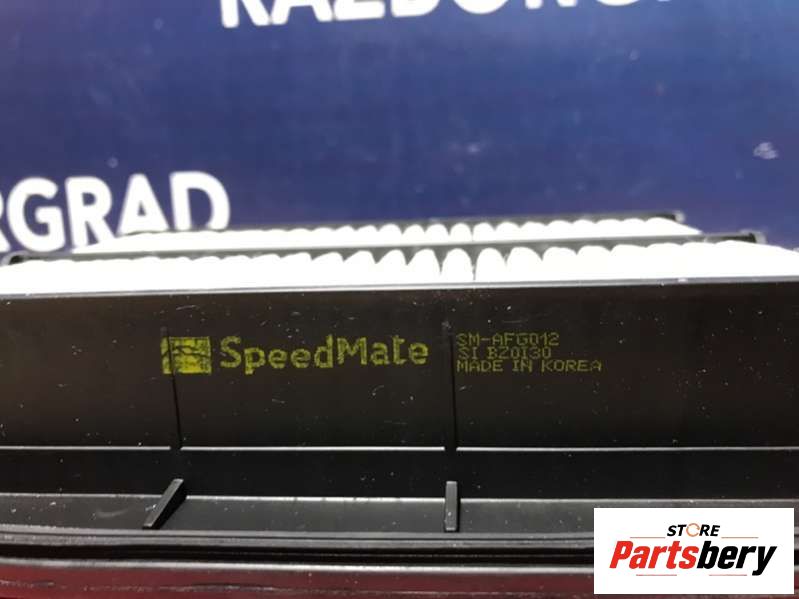 RGRAD
SpeedMate
SM-AFG012
SI BZ0130
MADE IN KOREA
STORE
Partsbery